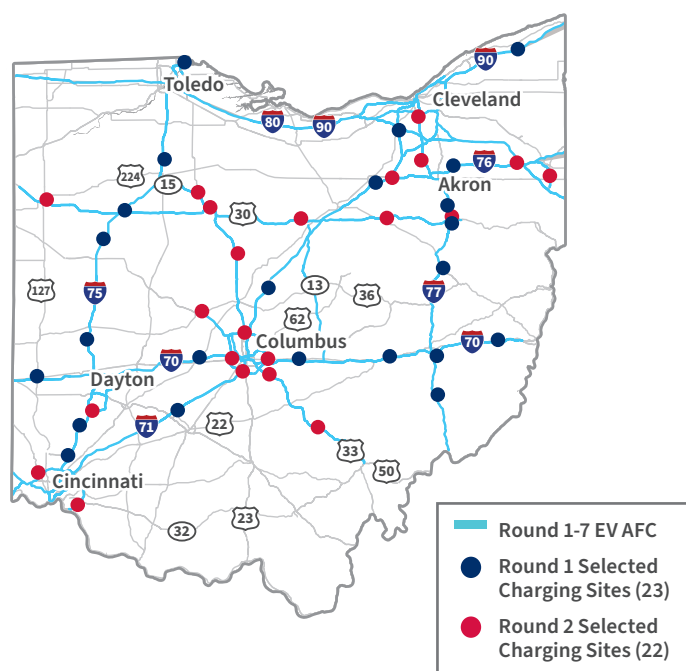 90
Toledo
Cleveland
80
90
76
224
15
Akron
30
127
75
13
36
77
62
Columbus
70
70
Dayton
71
22
33
50
Cincinnati
23
32
Round 1-7 EV AFC
Round 1 Selected
Charging Sites (23)
Round 2 Selected
Charging Sites (22)